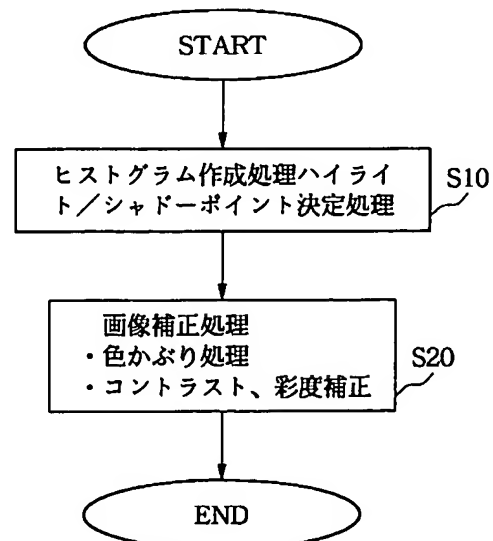 START
ヒストグラム作成処理ハイライ
ト／シャドーポイント決定処理
S10
画像補正処理
・色かぶり処理
・コントラスト、彩度補正
S20
END